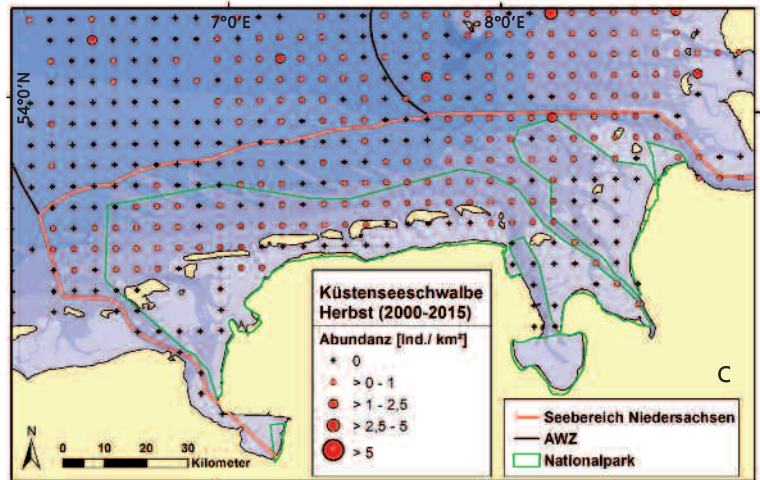 7°0'E
8°0'E
54°0'N
Küstenseeschwalbe
Herbst (2000-2015)
Abundanz [Ind./ km²]
0
> 0 - 1
> 1 - 2,5
> 2,5 - 5
> 5
C
Seebereich Niedersachsen
AWZ
Nationalpark
N
0 10 20 30
Kilometer